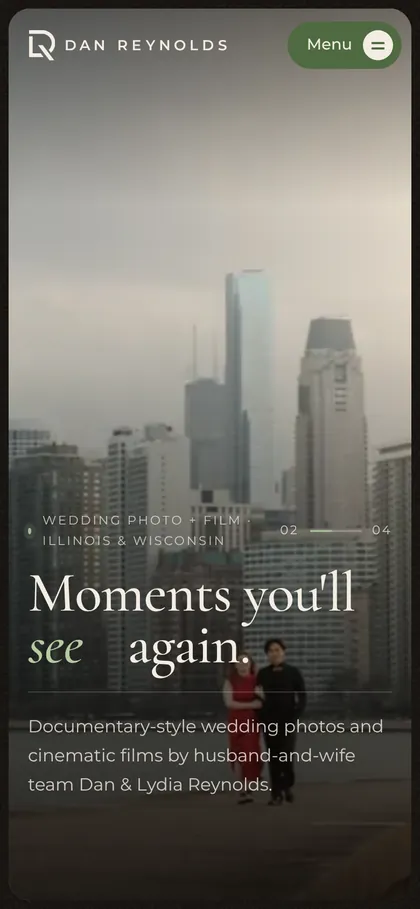 DAN REYNOLDS
Menu
WEDDING PHOTO + FILM ·
ILLINOIS & WISCONSIN
02
04
Moments you'll
see again.
Documentary-style wedding photos and
cinematic films by husband-and-wife
team Dan & Lydia Reynolds.